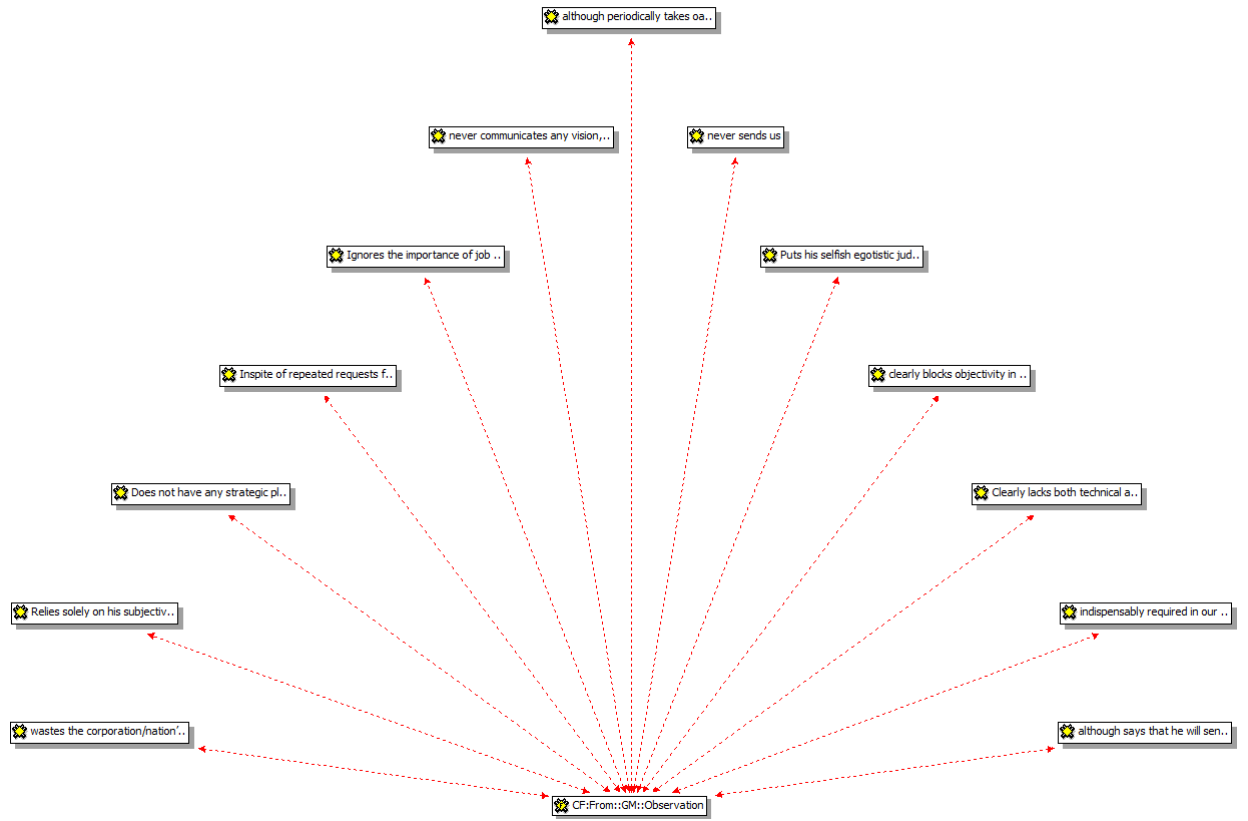 although periodically takes oa..
never communicates any vision,..
never sends us
Ignores the importance of job ..
Puts his selfish egotistic jud..
Inspite of repeated requests f..
clearly blocks objectivity in ..
Does not have any strategic pl..
Clearly lacks both technical a..
Relies solely on his subjectiv..
indispensably required in our ..
wastes the corporation/nation'..
although says that he will sen..
CF:From::GM::Observation